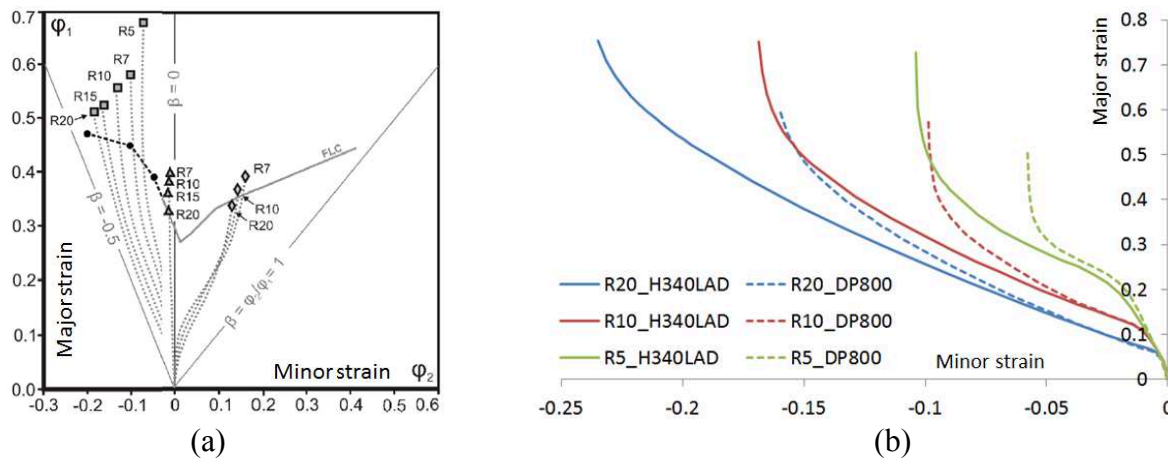 0.7
φ₁
0.6
0.5
0.4
0.3
0.2
0.1
0.0
R5
R7
R10
R15
R20
β = 0
R7
R10
R15
R20
FLC
R7
R10
R20
β = -0.5
β = φ₂/φ₁ = 1
Major strain
Minor strain φ₂
-0.3 -0.2 -0.1 0 0.1 0.2 0.4 0.6
(a)
0.8
0.7
0.6
0.5
0.4
0.3
0.2
0.1
0
Major strain
R20_H340LAD R20_DP800
R10_H340LAD R10_DP800
R5_H340LAD R5_DP800
Minor strain
-0.25 -0.2 -0.15 -0.1 -0.05 0
(b)